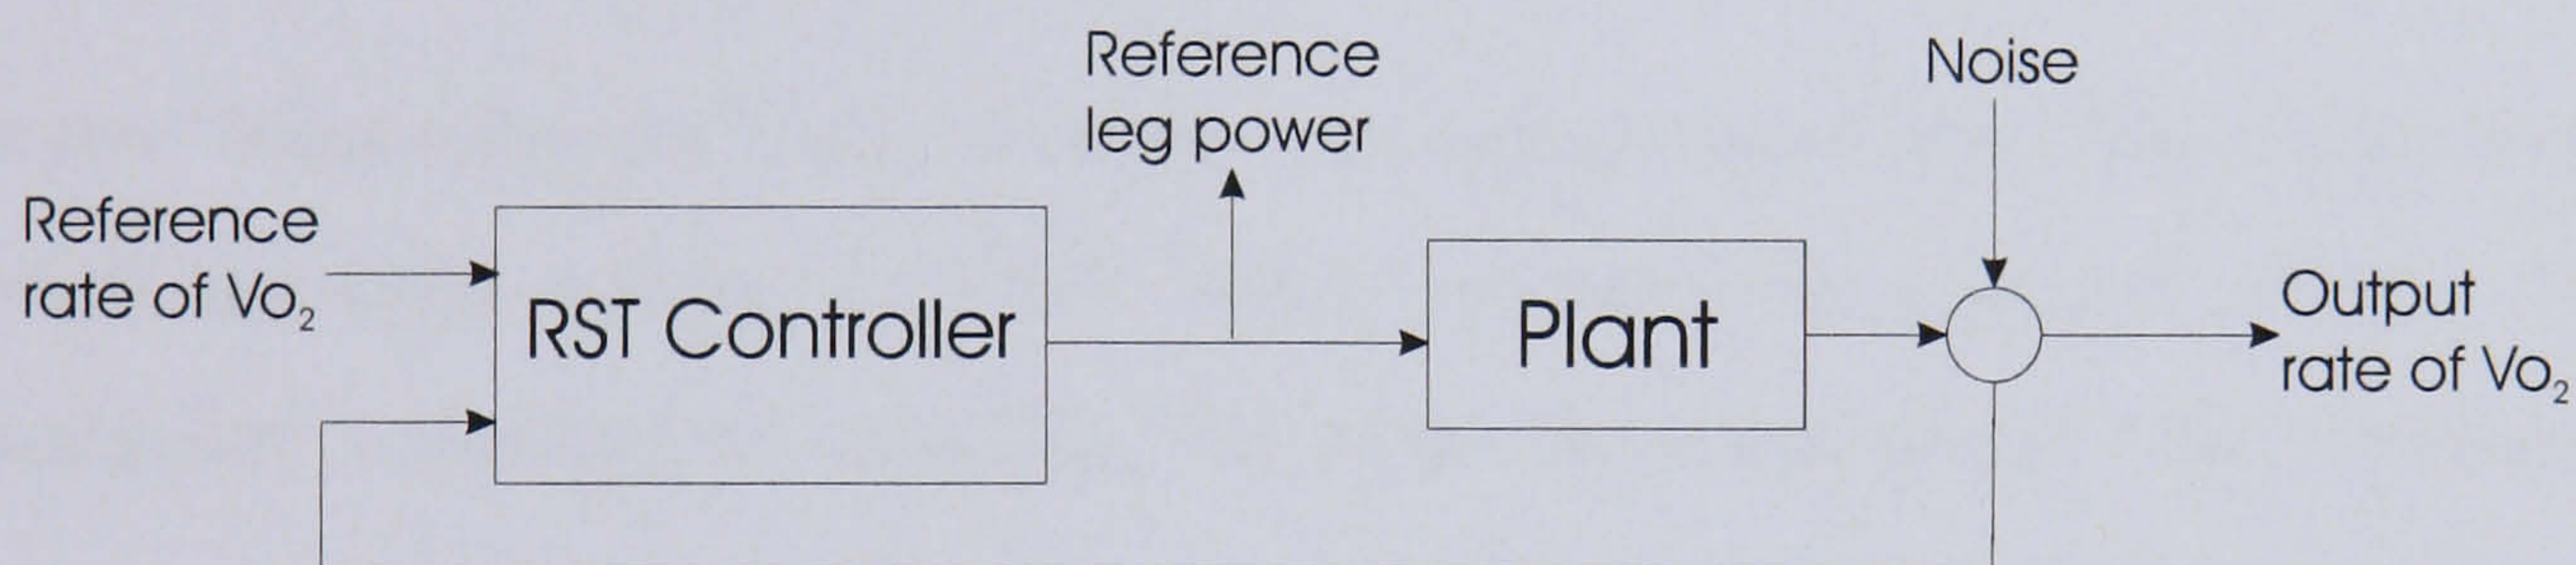 Reference
leg power
Noise
Reference
rate of Vo₂
RST Controller
Plant
Output
rate of Vo₂